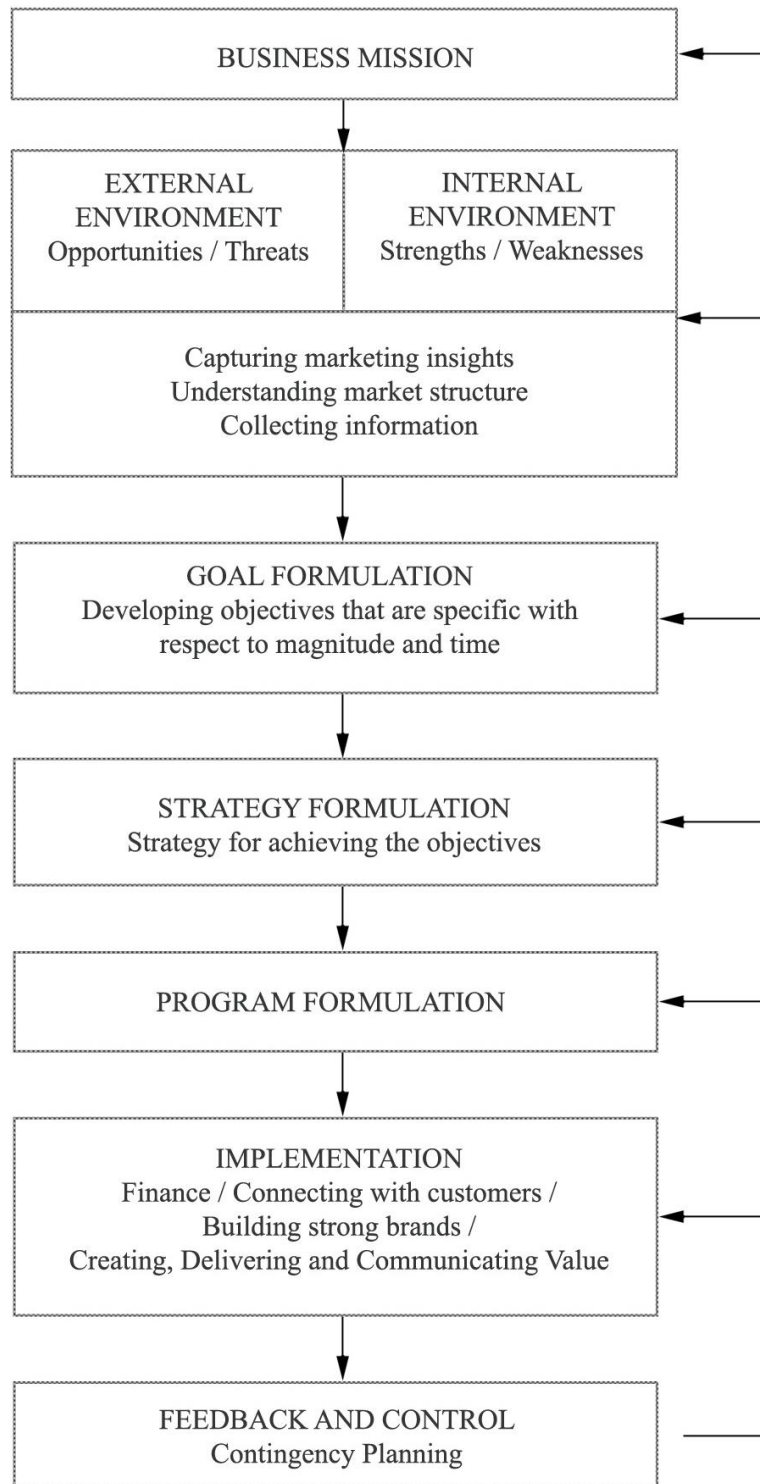 BUSINESS MISSION
EXTERNAL
ENVIRONMENT
Opportunities / Threats
INTERNAL
ENVIRONMENT
Strengths / Weaknesses
Capturing marketing insights
Understanding market structure
Collecting information
GOAL FORMULATION
Developing objectives that are specific with
respect to magnitude and time
STRATEGY FORMULATION
Strategy for achieving the objectives
PROGRAM FORMULATION
IMPLEMENTATION
Finance / Connecting with customers /
Building strong brands /
Creating, Delivering and Communicating Value
FEEDBACK AND CONTROL
Contingency Planning